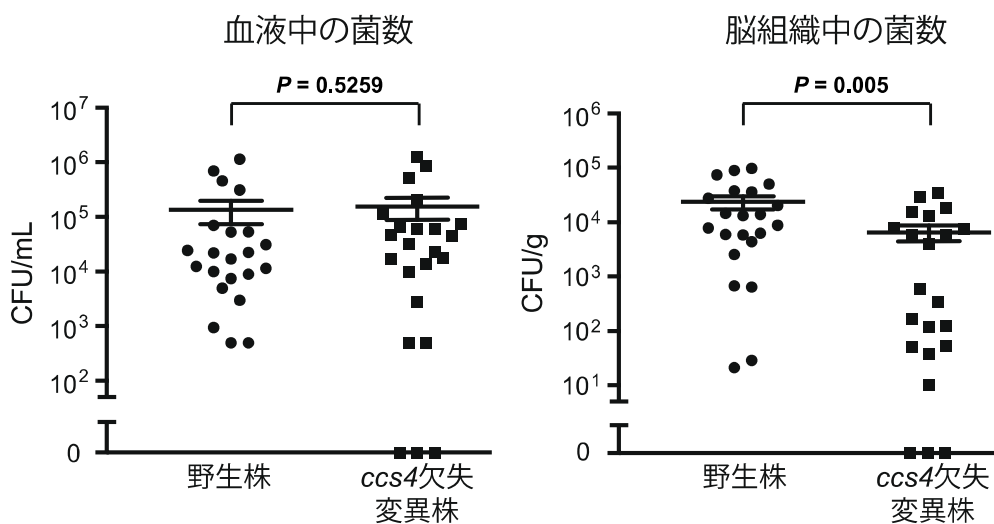 血液中の菌数
P = 0.5259
10⁷
10⁶
10⁵
10⁴
10³
10²
0
CFU/mL
野生株
ccs4欠失
変異株
脳組織中の菌数
P = 0.005
10⁶
10⁵
10⁴
10³
10²
10¹
0
CFU/g
野生株
ccs4欠失
変異株